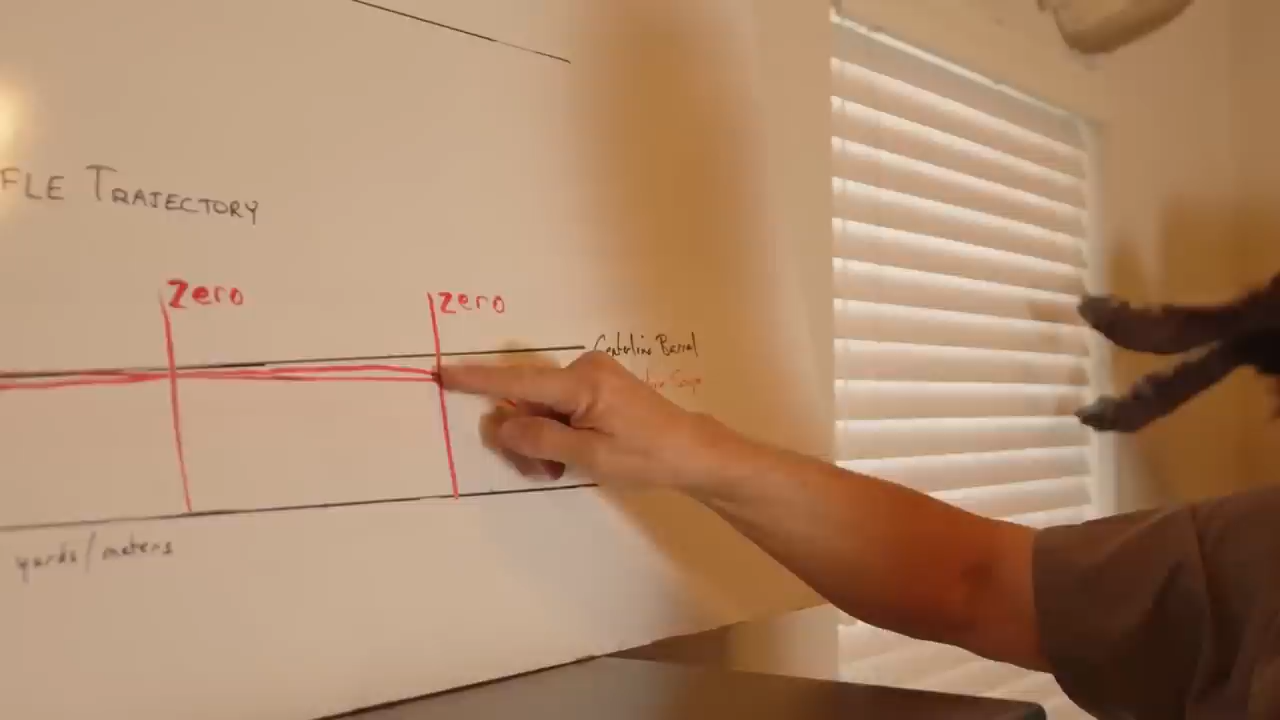 FLE TRAJECTORY
Zero
Zero
Centerline Barrel
yards/meters